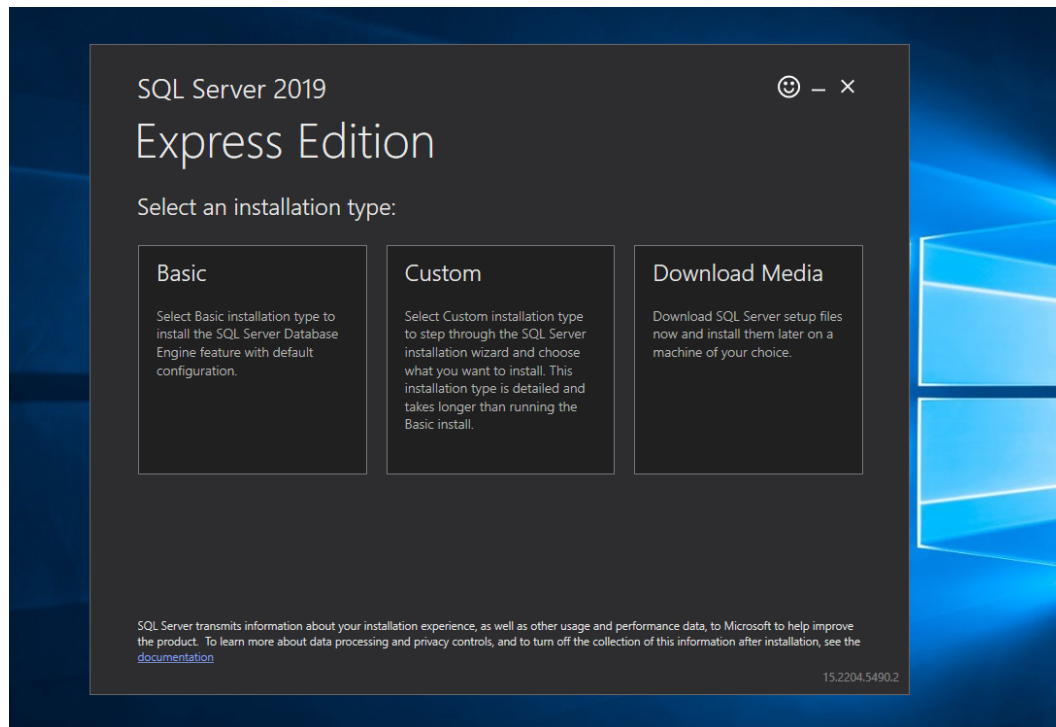 SQL Server 2019
Express Edition
Select an installation type:
Basic
Select Basic installation type to
install the SQL Server Database
Engine feature with default
configuration.
Custom
Select Custom installation type
to step through the SQL Server
installation wizard and choose
what you want to install. This
installation type is detailed and
takes longer than running the
Basic install.
Download Media
Download SQL Server setup files
now and install them later on a
machine of your choice.
SQL Server transmits information about your installation experience, as well as other usage and performance data, to Microsoft to help improve
the product. To learn more about data processing and privacy controls, and to turn off the collection of this information after installation, see the
documentation
15.2204.5490.2